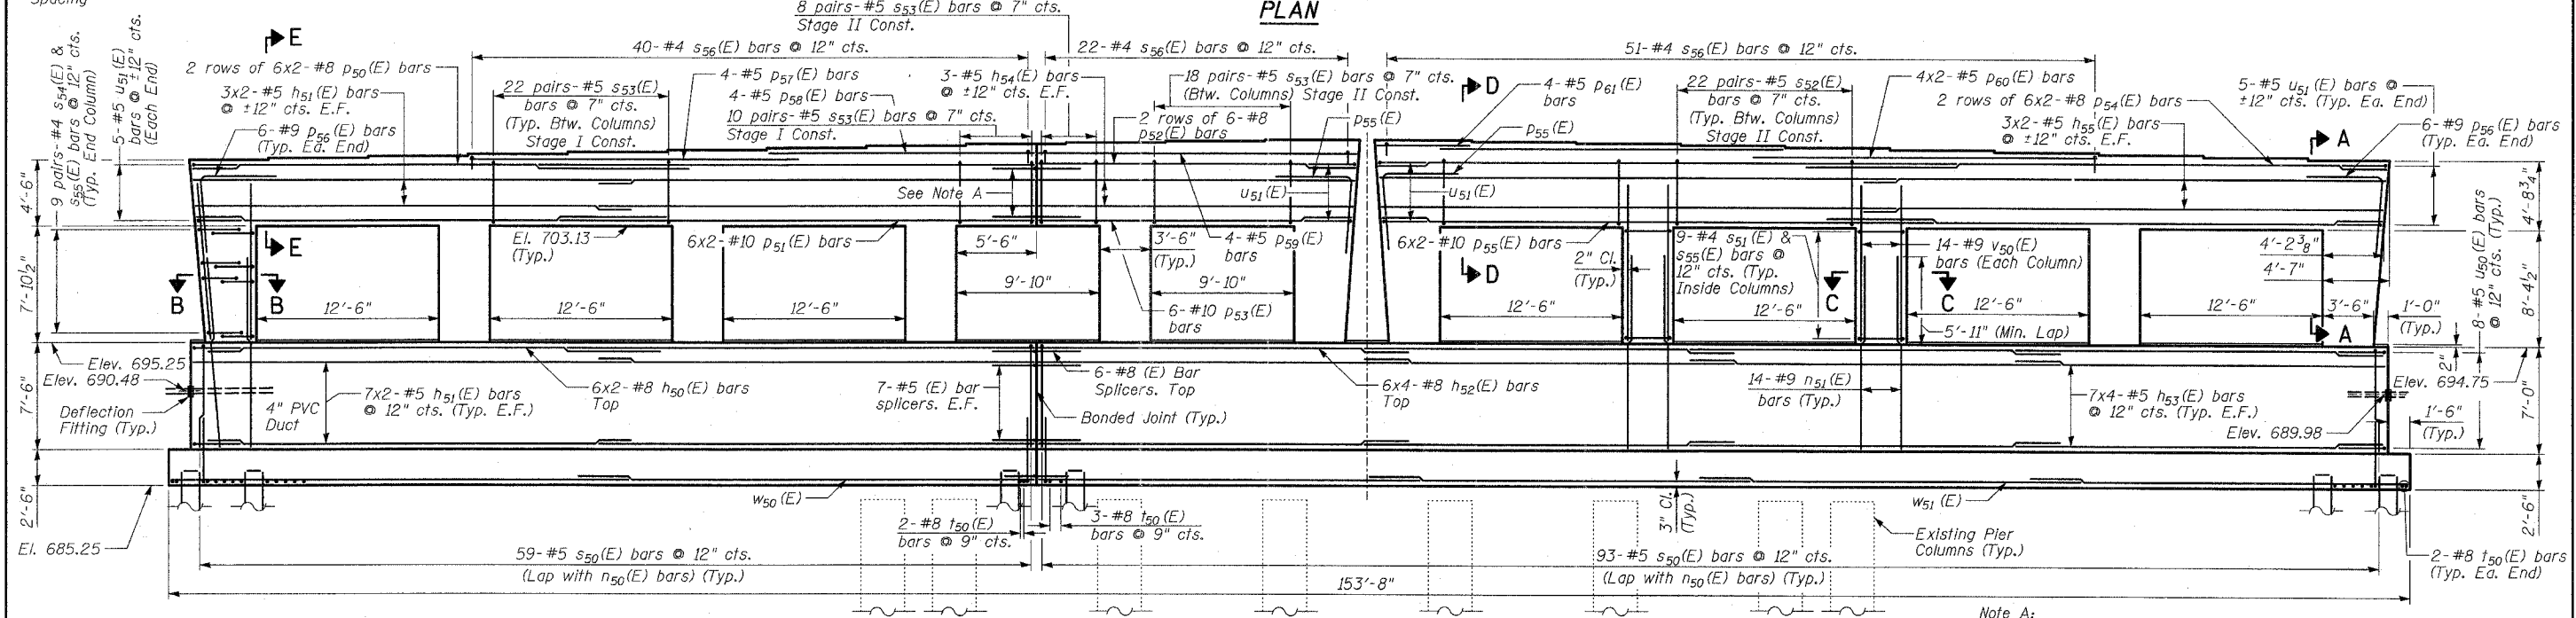 Spacing
8 pairs-#5 s53(E) bars @ 7" cts.
Stage II Const.
PLAN
E
40-#4 s56(E) bars @ 12" cts.
22-#4 s56(E) bars @ 12" cts.
51-#4 s56(E) bars @ 12" cts.
9 pairs-#4 s54(E) &
s55(E) bars @ 12" cts.
(Typ. End Column)
5-#5 u51(E)
bars @ ±12" cts.
(Each End)
2 rows of 6x2-#8 p50(E) bars
3x2-#5 h51(E) bars
@ ±12" cts. E.F.
6-#9 p56(E) bars
(Typ. Ea. End)
22 pairs-#5 s53(E)
bars @ 7" cts.
(Typ. Btw. Columns)
Stage I Const.
4-#5 p57(E) bars
4-#5 p58(E) bars
10 pairs-#5 s53(E) bars @ 7" cts.
Stage I Const.
3-#5 h54(E) bars
@ ±12" cts. E.F.
18 pairs-#5 s53(E) bars @ 7" cts.
(Btw. Columns) Stage II Const.
2 rows of 6-#8
p52(E) bars
p55(E)
D
4-#5 p61(E)
bars
p55(E)
22 pairs-#5 s52(E)
bars @ 7" cts.
(Typ. Btw. Columns)
Stage II Const.
4x2-#5 p60(E) bars
2 rows of 6x2-#8 p54(E) bars
3x2-#5 h55(E) bars
@ ±12" cts. E.F.
5-#5 u51(E) bars @
±12" cts. (Typ. Ea. End)
6-#9 p56(E) bars
(Typ. Ea. End)
A
4'-6"
See Note A
u51(E)
u51(E)
4'-8 3/4"
E
El. 703.13
(Typ.)
6x2-#10 p51(E) bars
5'-6"
3'-6"
(Typ.)
4-#5 p59(E)
bars
6x2-#10 p55(E) bars
D
2" Cl.
(Typ.)
9-#4 s51(E) &
s55(E) bars @
12" cts. (Typ.
Inside Columns)
14-#9 v50(E)
bars (Each Column)
4'-2 3/8"
4'-7"
7'-10 1/2"
B
B
9'-10"
9'-10"
C
C
12'-6"
12'-6"
12'-6"
6-#10 p53(E)
bars
12'-6"
12'-6"
12'-6"
12'-6"
3'-6"
1'-0"
(Typ.)
5'-11" (Min. Lap)
A
8'-4 1/2"
8-#5 u50(E) bars
@ 12" cts. (Typ.)
Elev. 695.25
Elev. 690.48
2"
Elev. 694.75
7'-6"
Deflection
Fitting (Typ.)
4" PVC
Duct
7x2-#5 h51(E) bars
@ 12" cts. (Typ. E.F.)
6x2-#8 h50(E) bars
Top
7-#5 (E) bar
splicers. E.F.
6-#8 (E) Bar
Splicers. Top
Bonded Joint (Typ.)
6x4-#8 h52(E) bars
Top
14-#9 n51(E)
bars (Typ.)
7x4-#5 h53(E) bars
@ 12" cts. (Typ. E.F.)
Elev. 689.98
1'-6"
(Typ.)
7'-0"
2'-6"
w50(E)
3" Cl.
(Typ.)
w51(E)
2'-6"
El. 685.25
2-#8 t50(E)
bars @ 9" cts.
3-#8 t50(E)
bars @ 9" cts.
Existing Pier
Columns (Typ.)
59-#5 s50(E) bars @ 12" cts.
(Lap with n50(E) bars) (Typ.)
93-#5 s50(E) bars @ 12" cts.
(Lap with n50(E) bars) (Typ.)
2-#8 t50(E) bars
(Typ. Ea. End)
153'-8"
Note A: